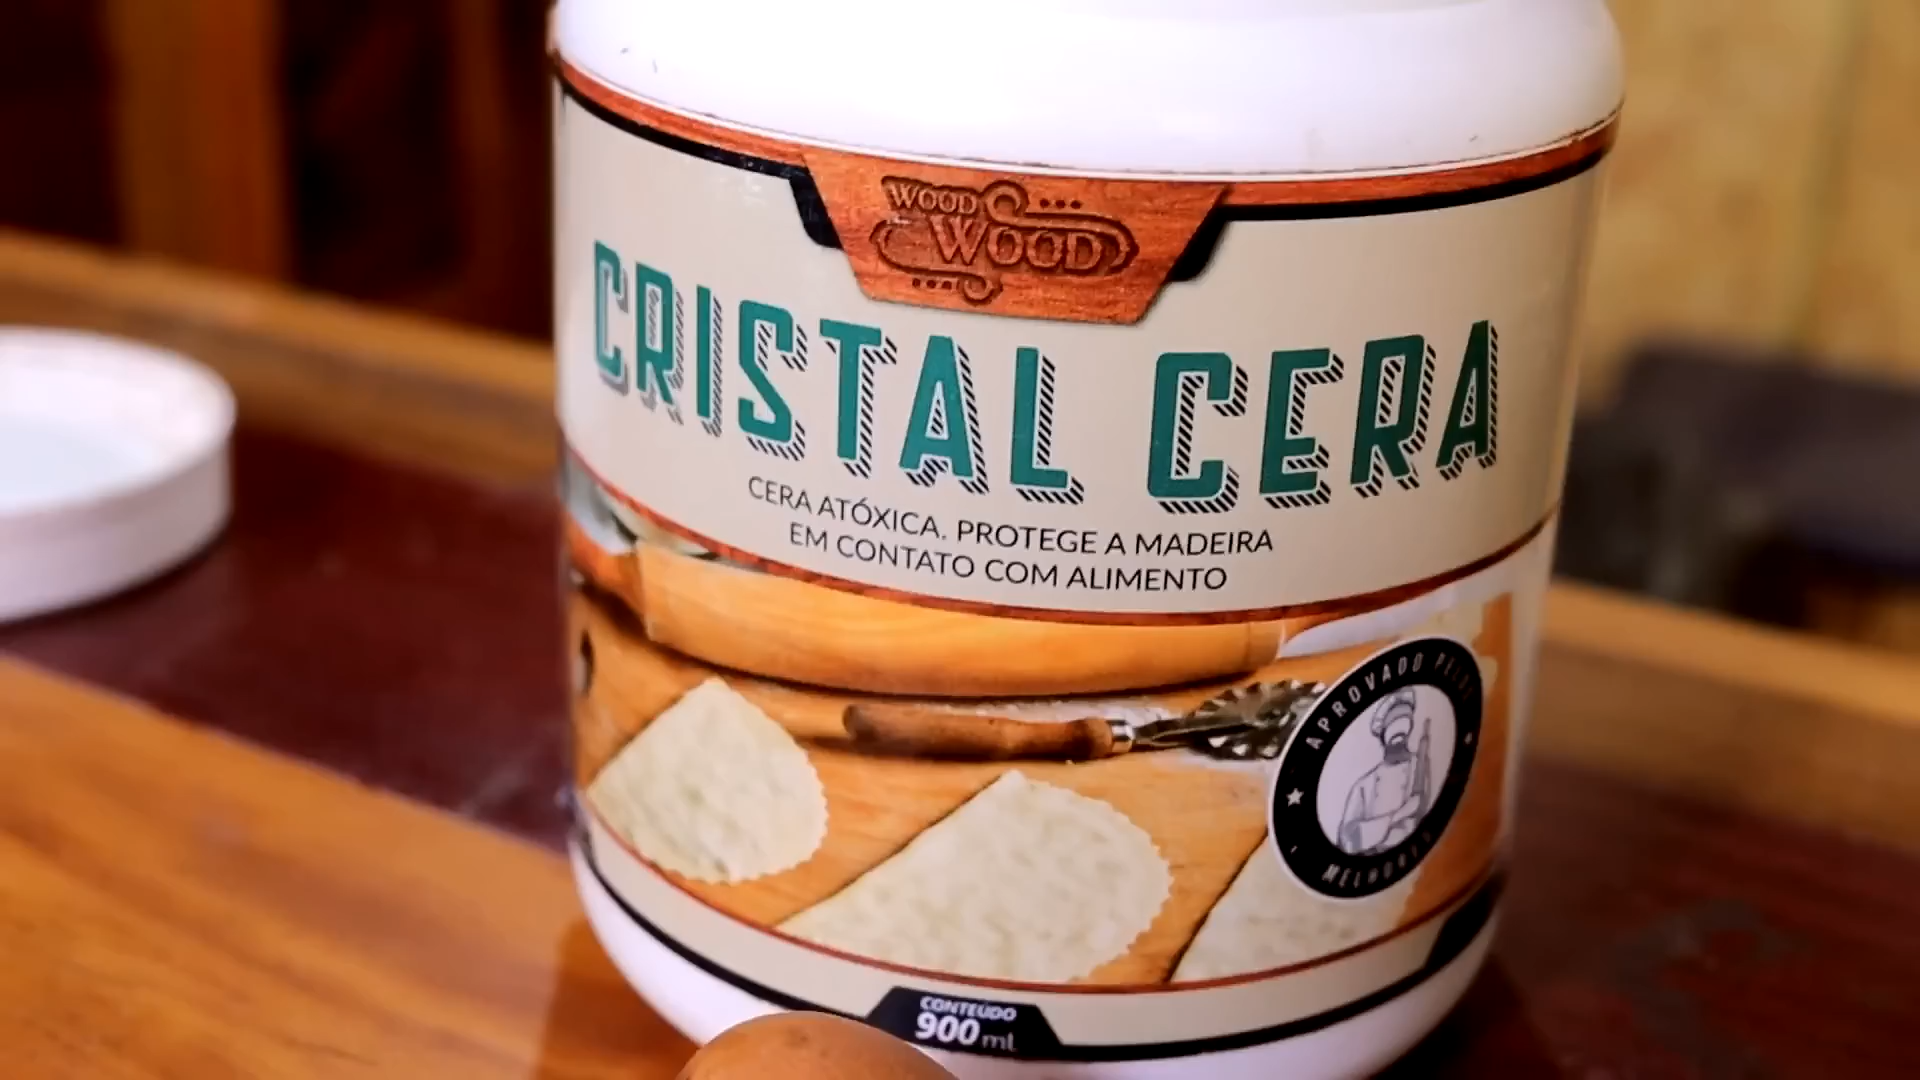 WOOD
WOOD
CRISTAL CERA
CERA ATÓXICA. PROTEGE A MADEIRA
EM CONTATO COM ALIMENTO
APROVADO PELOS
MELHORES
CONTEÚDO
900 ml